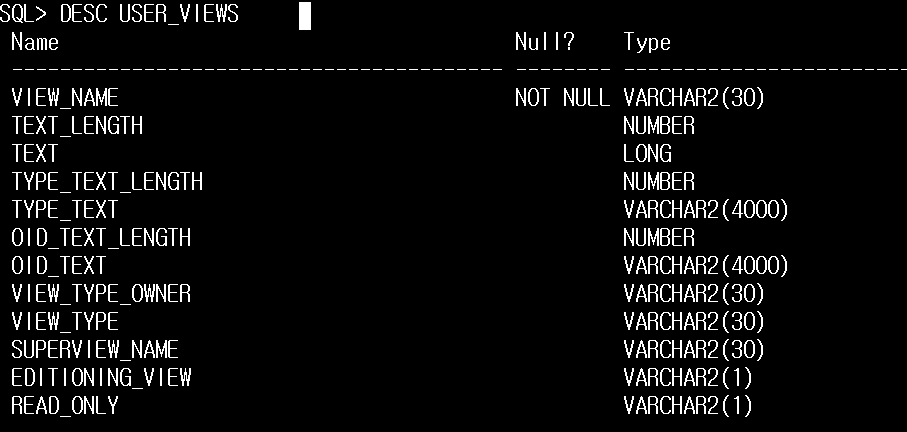 SQL> DESC USER_VIEWS
Name Null? Type
----------------------------------------- -------- ------------------------
VIEW_NAME NOT NULL VARCHAR2(30)
TEXT_LENGTH NUMBER
TEXT LONG
TYPE_TEXT_LENGTH NUMBER
TYPE_TEXT VARCHAR2(4000)
OID_TEXT_LENGTH NUMBER
OID_TEXT VARCHAR2(4000)
VIEW_TYPE_OWNER VARCHAR2(30)
VIEW_TYPE VARCHAR2(30)
SUPERVIEW_NAME VARCHAR2(30)
EDITIONING_VIEW VARCHAR2(1)
READ_ONLY VARCHAR2(1)